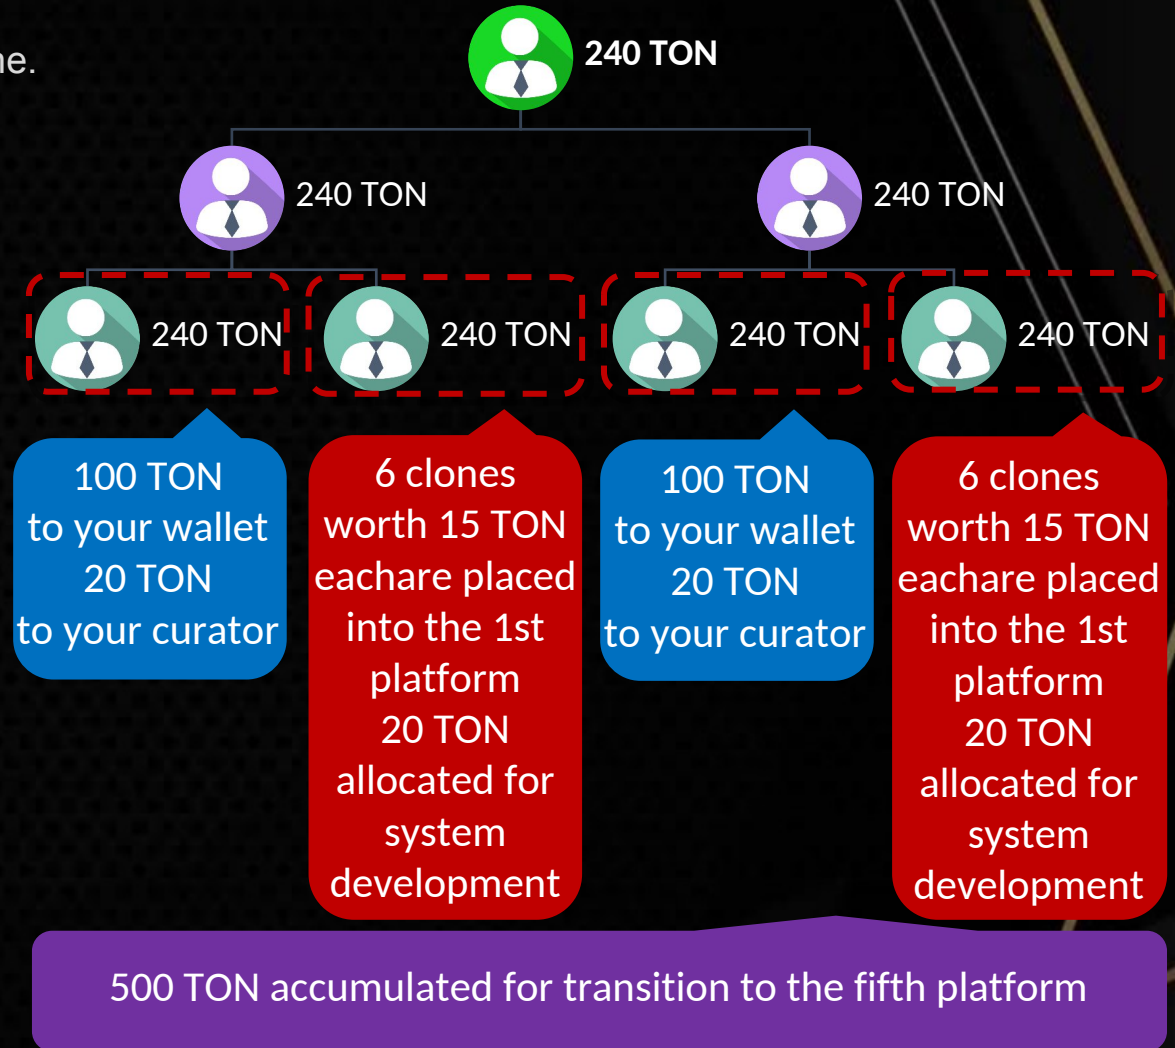 ne.
240 TON
240 TON
240 TON
240 TON
240 TON
240 TON
240 TON
100 TON
to your wallet
20 TON
to your curator
6 clones
worth 15 TON
eachare placed
into the 1st
platform
20 TON
allocated for
system
development
100 TON
to your wallet
20 TON
to your curator
6 clones
worth 15 TON
eachare placed
into the 1st
platform
20 TON
allocated for
system
development
500 TON accumulated for transition to the fifth platform